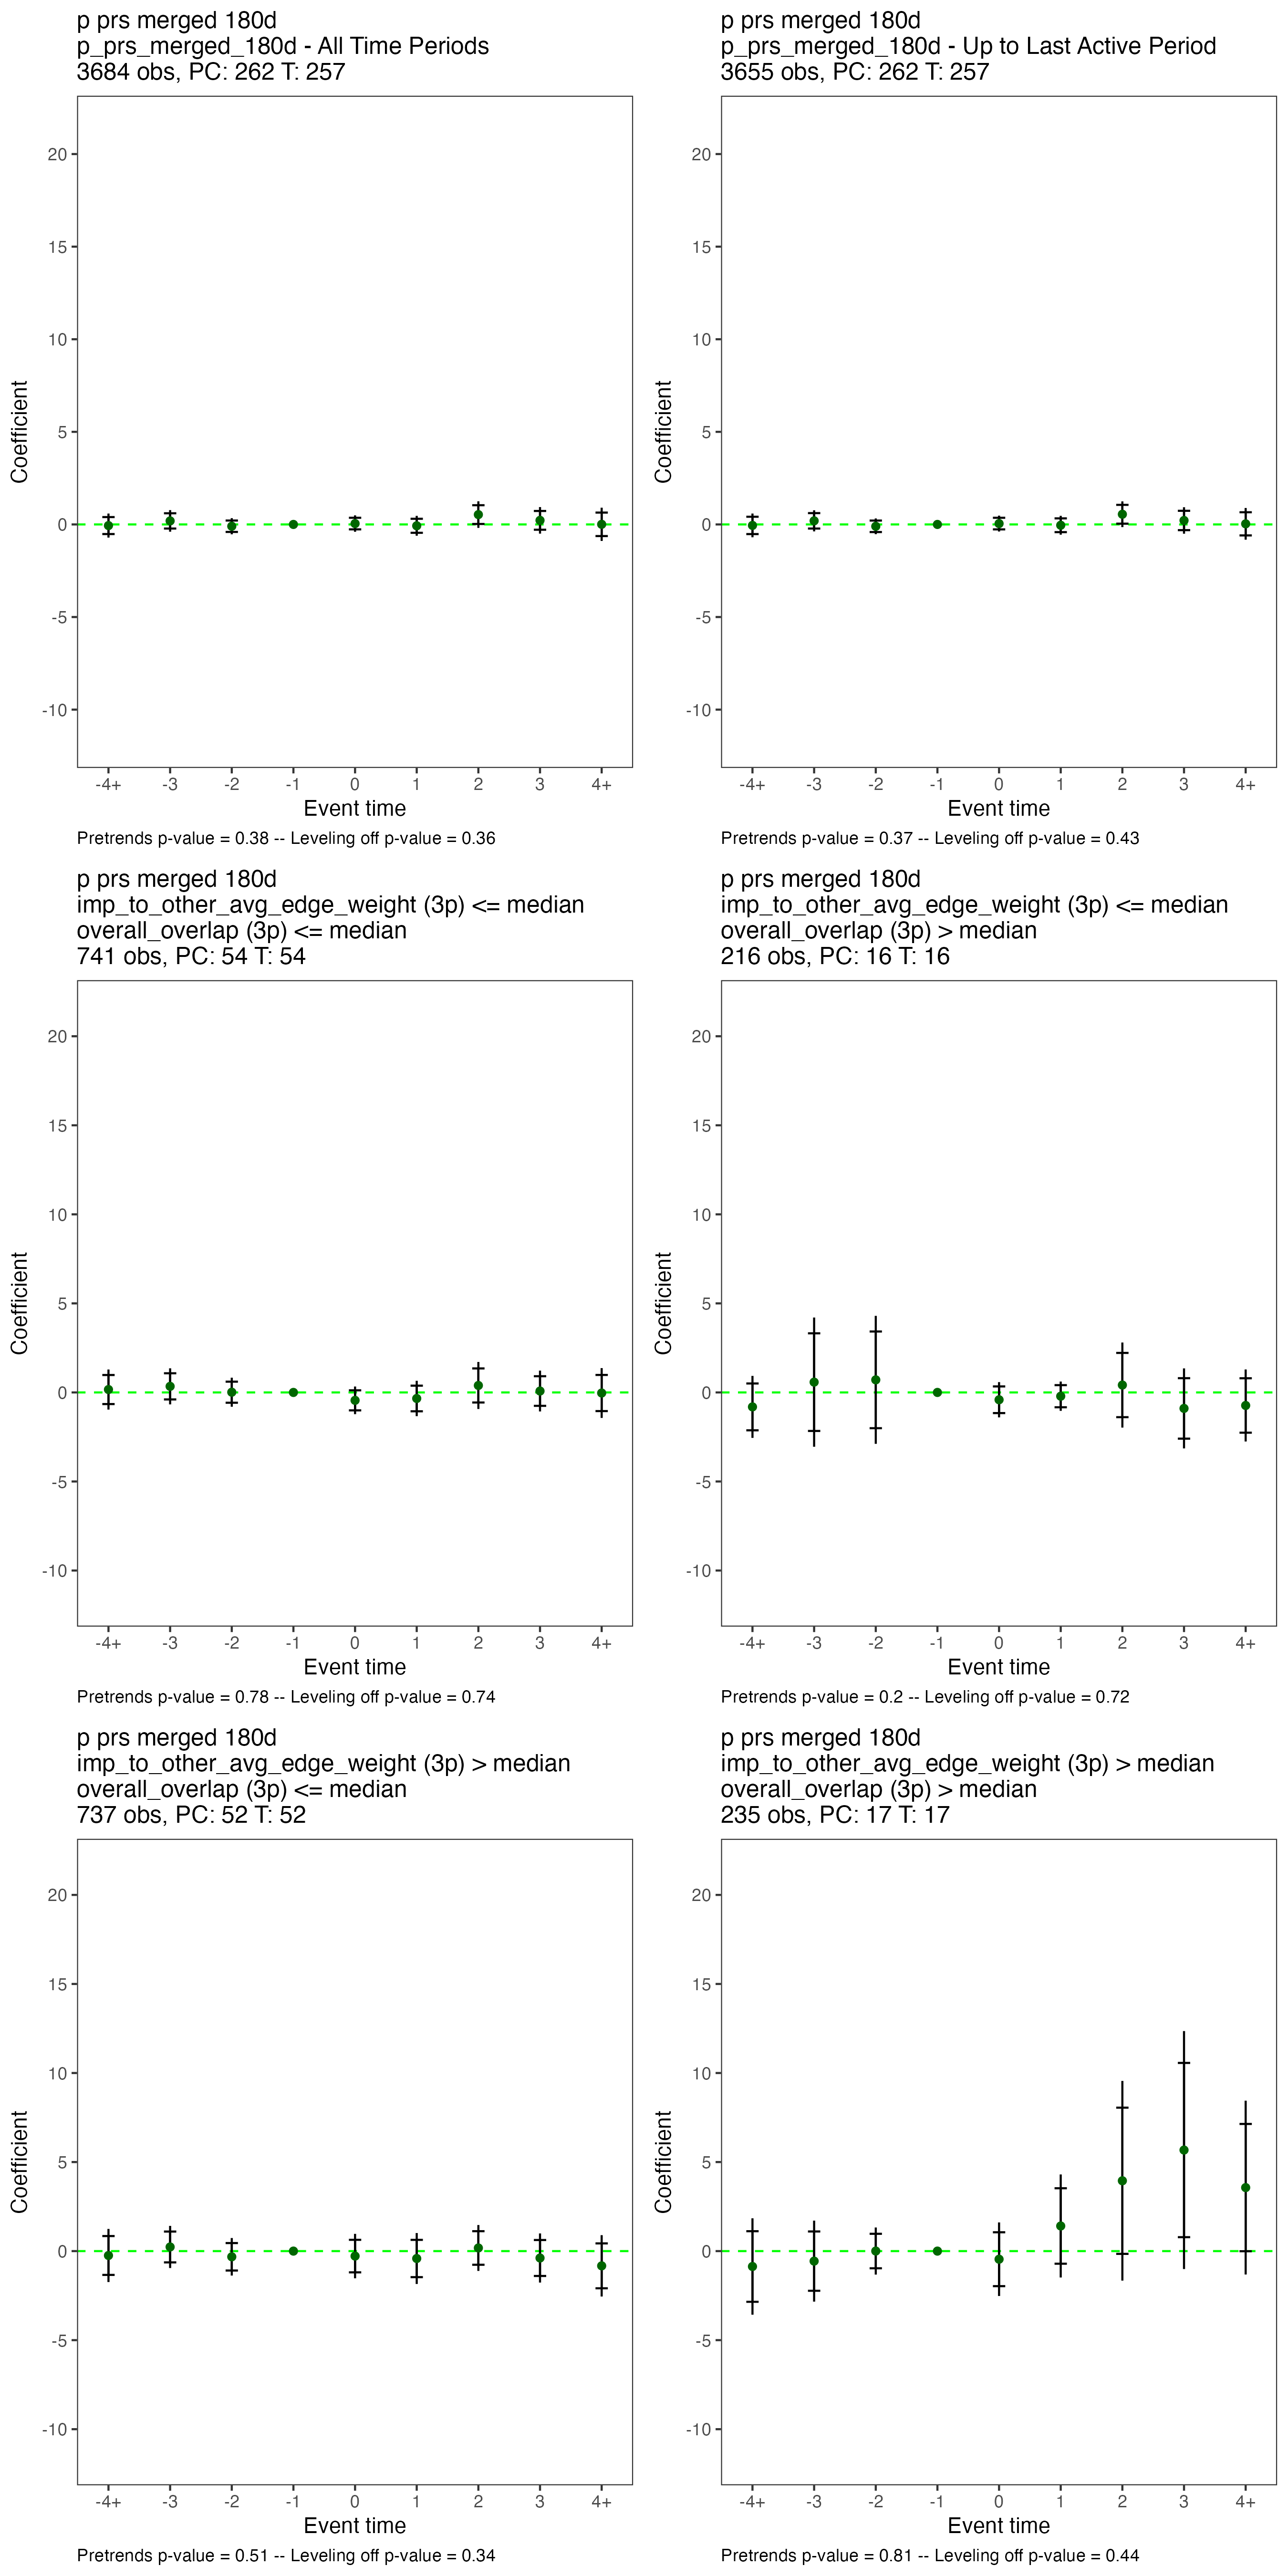 p prs merged 180d
p_prs_merged_180d - All Time Periods
3684 obs, PC: 262 T: 257
20
15
10
5
0
-5
-10
Coefficient
-4+ -3 -2 -1 0 1 2 3 4+
Event time
Pretrends p-value = 0.38 -- Leveling off p-value = 0.36
p prs merged 180d
p_prs_merged_180d - Up to Last Active Period
3655 obs, PC: 262 T: 257
20
15
10
5
0
-5
-10
Coefficient
-4+ -3 -2 -1 0 1 2 3 4+
Event time
Pretrends p-value = 0.37 -- Leveling off p-value = 0.43
p prs merged 180d
imp_to_other_avg_edge_weight (3p) <= median
overall_overlap (3p) <= median
741 obs, PC: 54 T: 54
20
15
10
5
0
-5
-10
Coefficient
-4+ -3 -2 -1 0 1 2 3 4+
Event time
Pretrends p-value = 0.78 -- Leveling off p-value = 0.74
p prs merged 180d
imp_to_other_avg_edge_weight (3p) <= median
overall_overlap (3p) > median
216 obs, PC: 16 T: 16
20
15
10
5
0
-5
-10
Coefficient
-4+ -3 -2 -1 0 1 2 3 4+
Event time
Pretrends p-value = 0.2 -- Leveling off p-value = 0.72
p prs merged 180d
imp_to_other_avg_edge_weight (3p) > median
overall_overlap (3p) <= median
737 obs, PC: 52 T: 52
20
15
10
5
0
-5
-10
Coefficient
-4+ -3 -2 -1 0 1 2 3 4+
Event time
Pretrends p-value = 0.51 -- Leveling off p-value = 0.34
p prs merged 180d
imp_to_other_avg_edge_weight (3p) > median
overall_overlap (3p) > median
235 obs, PC: 17 T: 17
20
15
10
5
0
-5
-10
Coefficient
-4+ -3 -2 -1 0 1 2 3 4+
Event time
Pretrends p-value = 0.81 -- Leveling off p-value = 0.44